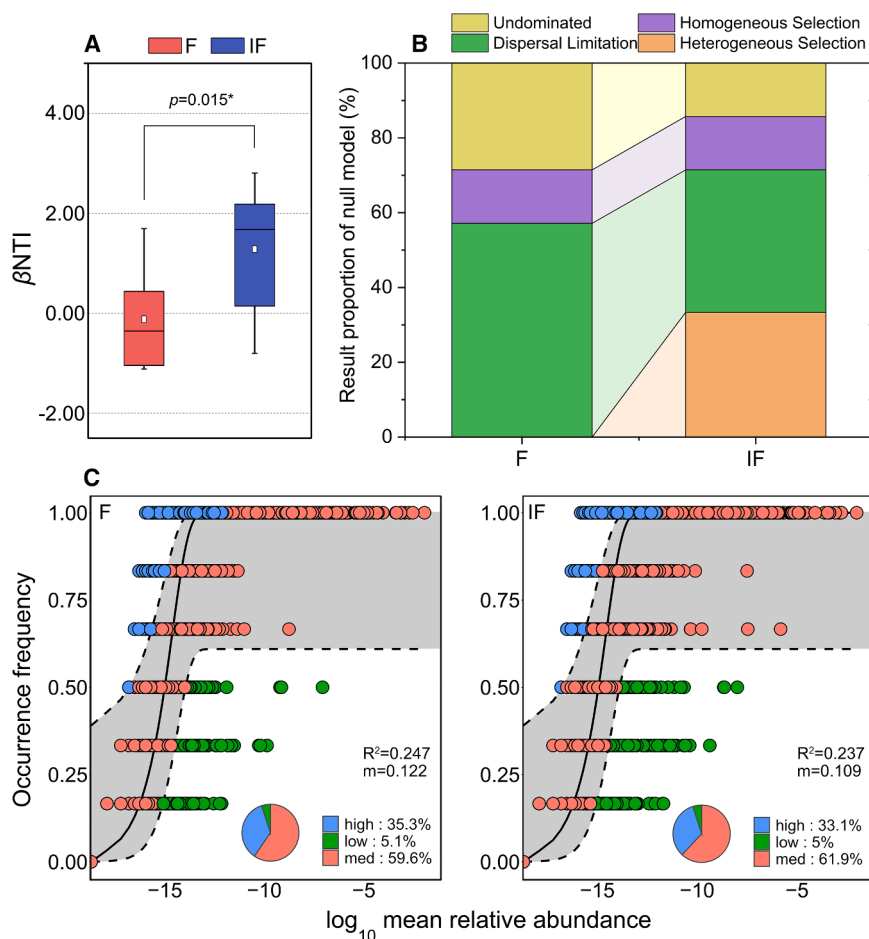 A
F
IF
p=0.015*
4.00
2.00
0.00
-2.00
βNTI
B
Undominated
Homogeneous Selection
Dispersal Limitation
Heterogeneous Selection
100
80
60
40
20
0
Result proportion of null model (%)
F
IF
C
F
1.00
0.75
0.50
0.25
0.00
Occurrence frequency
R²=0.247
m=0.122
high : 35.3%
low : 5.1%
med : 59.6%
−15
−10
−5
IF
1.00
0.75
0.50
0.25
0.00
R²=0.237
m=0.109
high : 33.1%
low : 5%
med : 61.9%
−15
−10
−5
log₁₀ mean relative abundance